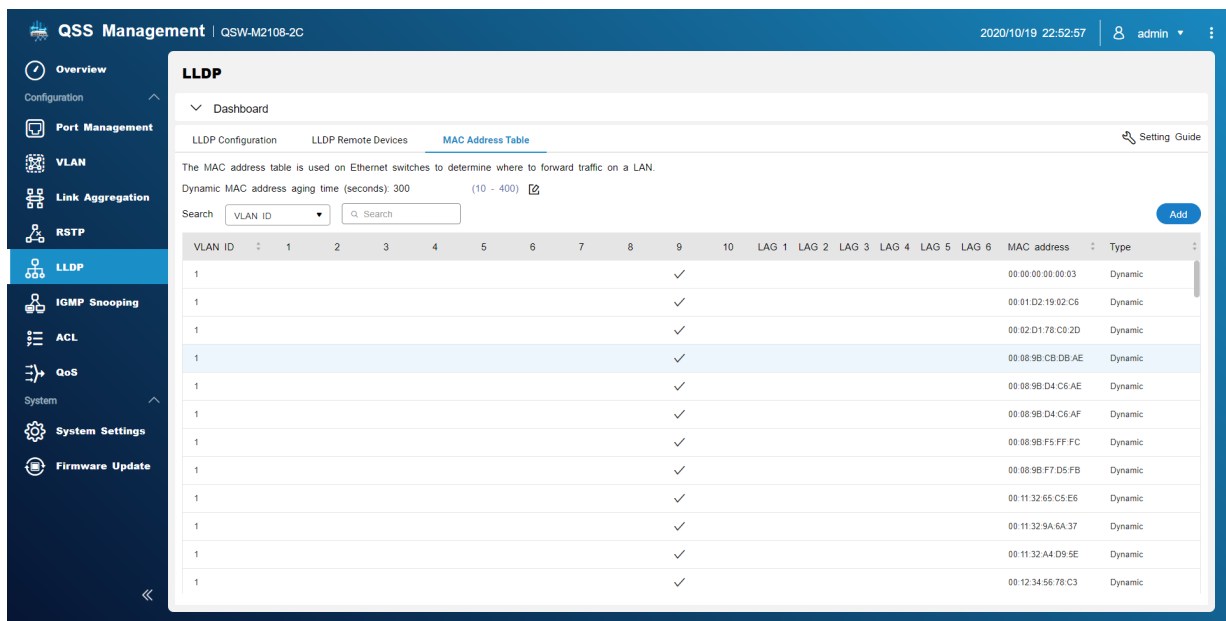 QSS Management | QSW-M2108-2C
2020/10/19 22:52:57
admin
Overview
Configuration
Port Management
VLAN
Link Aggregation
RSTP
LLDP
IGMP Snooping
ACL
QoS
System
System Settings
Firmware Update
LLDP
Dashboard
LLDP Configuration LLDP Remote Devices MAC Address Table
Setting Guide
The MAC address table is used on Ethernet switches to determine where to forward traffic on a LAN.
Dynamic MAC address aging time (seconds): 300 (10 - 400)
Search VLAN ID Search
Add
VLAN ID 1 2 3 4 5 6 7 8 9 10 LAG 1 LAG 2 LAG 3 LAG 4 LAG 5 LAG 6 MAC address Type
1 00:00:00:00:00:03 Dynamic
1 00:01:D2:19:02:C6 Dynamic
1 00:02:D1:78:C0:2D Dynamic
1 00:08:9B:CB:DB:AE Dynamic
1 00:08:9B:D4:C6:AE Dynamic
1 00:08:9B:D4:C6:AF Dynamic
1 00:08:9B:F5:FF:FC Dynamic
1 00:08:9B:F7:D5:FB Dynamic
1 00:11:32:65:C5:E6 Dynamic
1 00:11:32:9A:6A:37 Dynamic
1 00:11:32:A4:D9:5E Dynamic
1 00:12:34:56:78:C3 Dynamic